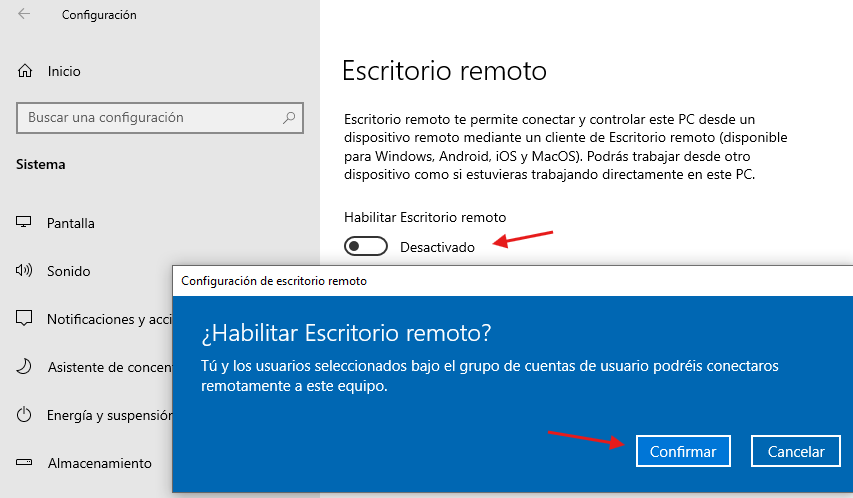 Configuración
Inicio
Buscar una configuración
Sistema
Pantalla
Sonido
Notificaciones y acci
Asistente de concen
Energía y suspensión
Almacenamiento
Escritorio remoto
Escritorio remoto te permite conectar y controlar este PC desde un
dispositivo remoto mediante un cliente de Escritorio remoto (disponible
para Windows, Android, iOS y MacOS). Podrás trabajar desde otro
dispositivo como si estuvieras trabajando directamente en este PC.
Habilitar Escritorio remoto
Desactivado
Configuración de escritorio remoto
¿Habilitar Escritorio remoto?
Tú y los usuarios seleccionados bajo el grupo de cuentas de usuario podréis conectaros
remotamente a este equipo.
Confirmar
Cancelar